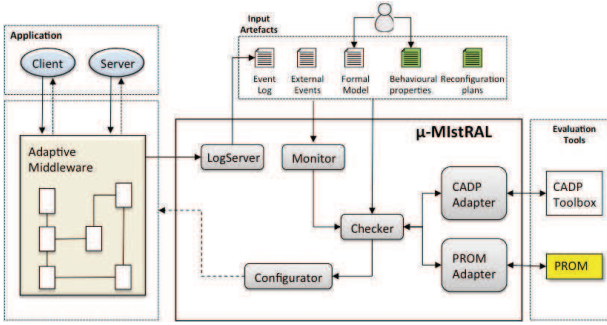 Application
Client
Server
Input
Artefacts
Event
Log
External
Events
Formal
Model
Behavioural
properties
Reconfiguration
plans
Adaptive
Middleware
LogServer
Monitor
μ-MIstRAL
Checker
Configurator
CADP
Adapter
PROM
Adapter
Evaluation
Tools
CADP
Toolbox
PROM